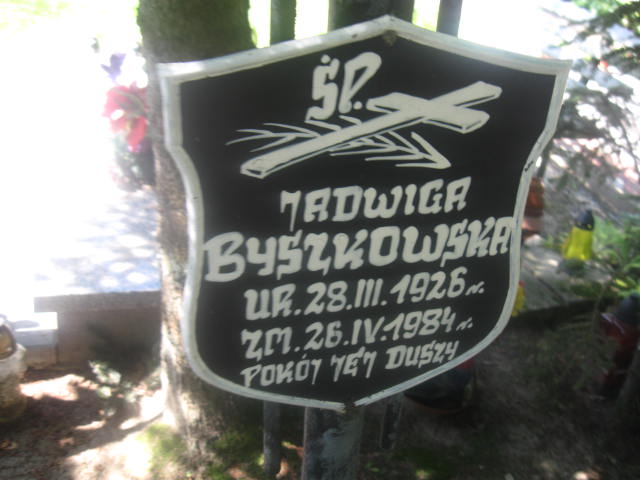 ŚP.
JADWIGA
BYSZKOWSKA
UR. 28.III.1926 r.
ZM. 26.IV.1984 r.
POKÓJ JEJ DUSZY